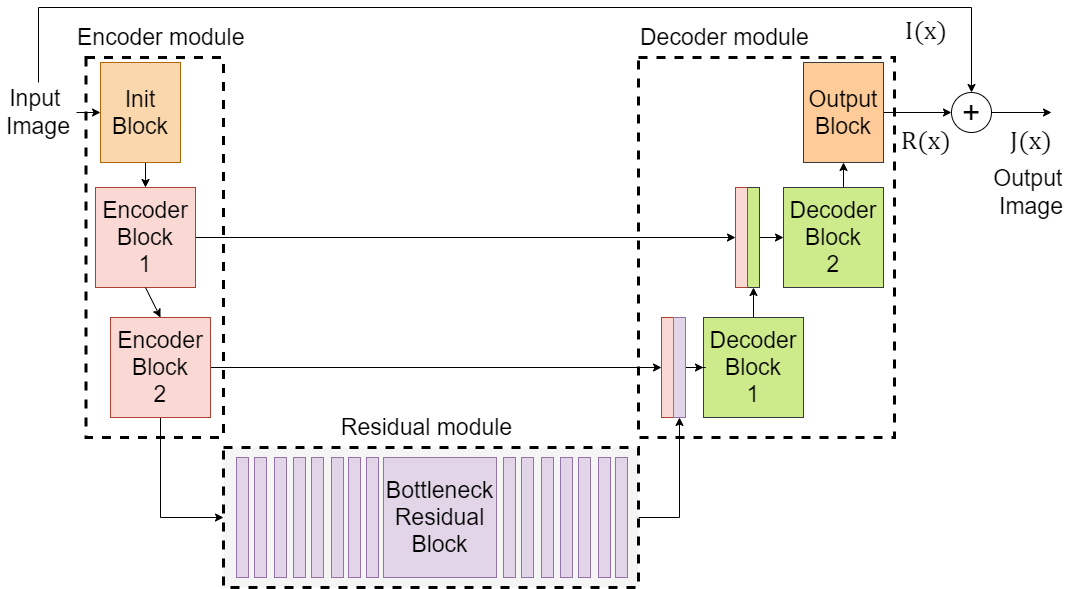 Encoder module
Decoder module
I(x)
Input
Image
Init
Block
Output
Block
R(x)
J(x)
Output
Image
Encoder
Block
1
Decoder
Block
2
Encoder
Block
2
Decoder
Block
1
Residual module
Bottleneck
Residual
Block
+